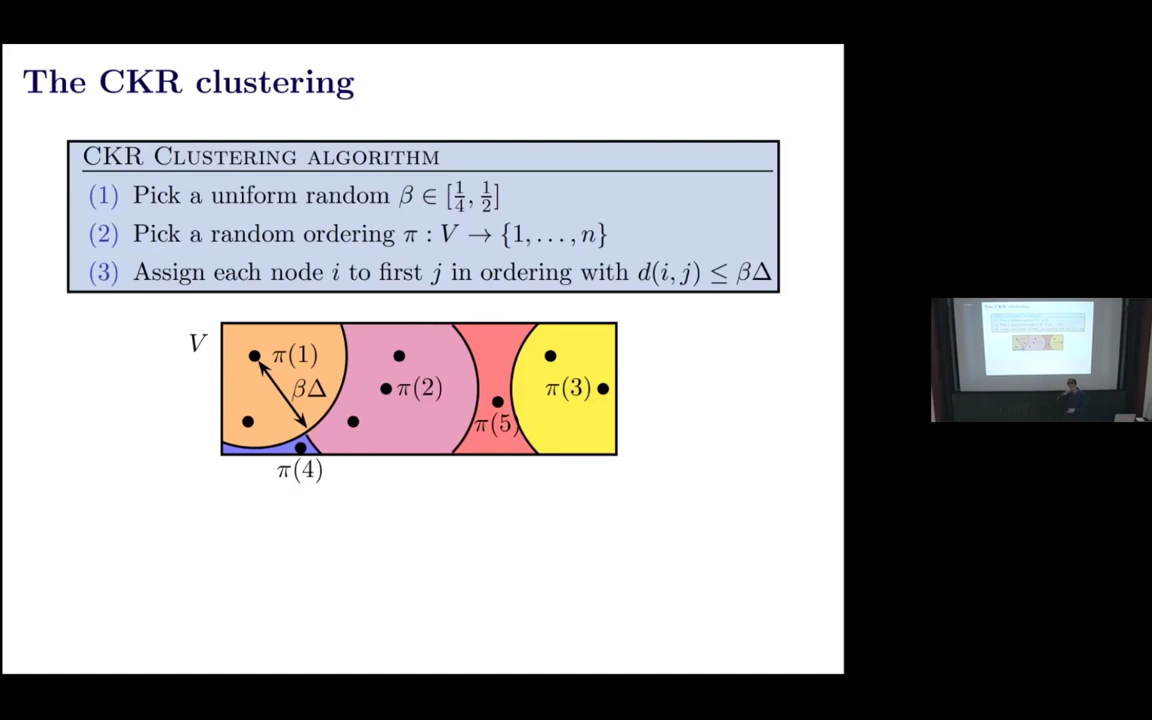 The CKR clustering
CKR Clustering algorithm
(1) Pick a uniform random β ∈ [1/4, 1/2]
(2) Pick a random ordering π : V → {1, . . . , n}
(3) Assign each node i to first j in ordering with d(i, j) ≤ βΔ
V
π(1)
βΔ
π(2)
π(3)
π(5)
π(4)